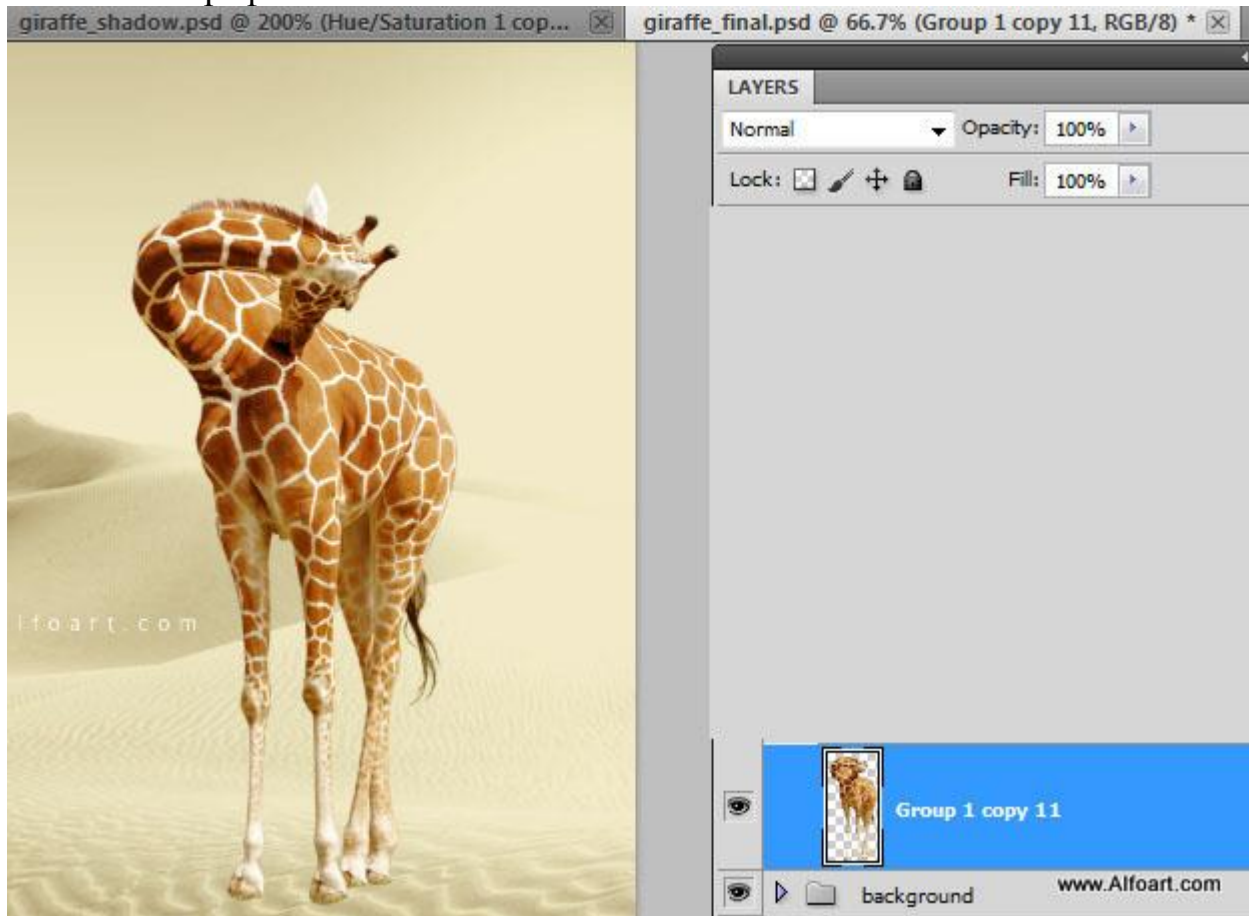 giraffe_shadow.psd @ 200% (Hue/Saturation 1 cop...
giraffe_final.psd @ 66.7% (Group 1 copy 11, RGB/8) *
LAYERS
Normal
Opacity: 100%
Lock:
Fill: 100%
lfoart.com
Group 1 copy 11
background
www.Alfoart.com